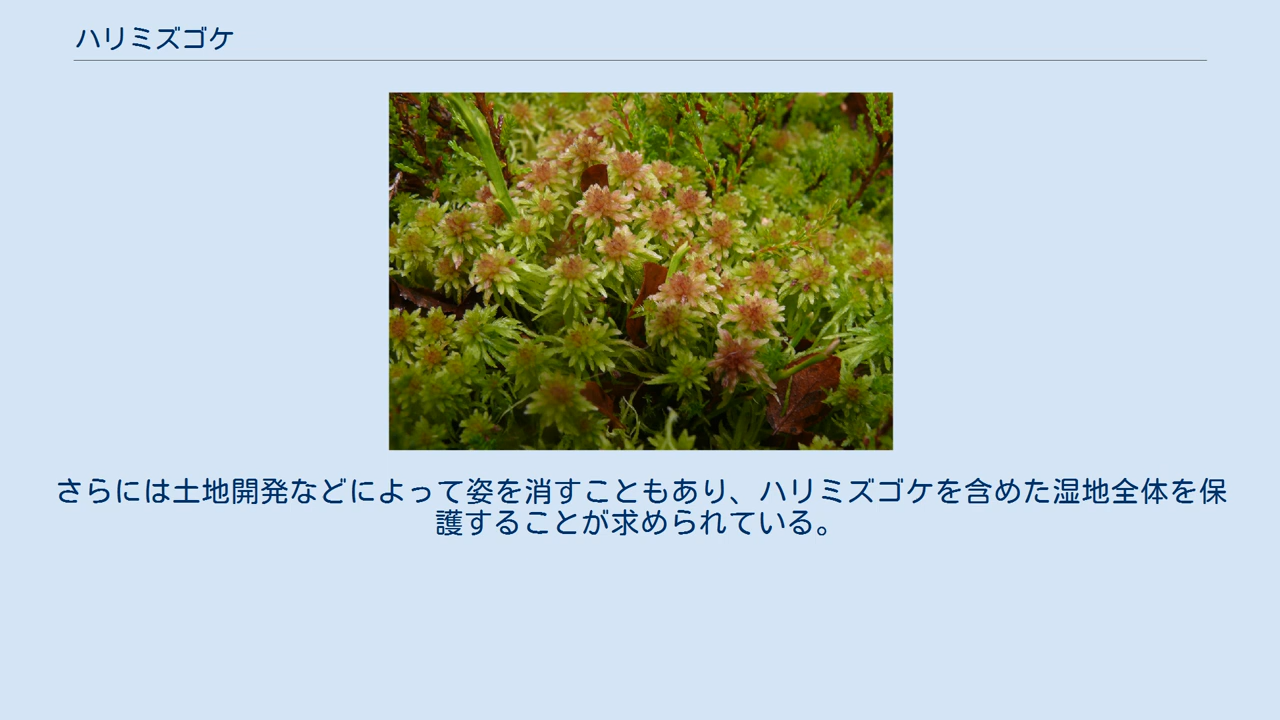 ハリミズゴケ
さらには土地開発などによって姿を消すこともあり、ハリミズゴケを含めた湿地全体を保
護することが求められている。